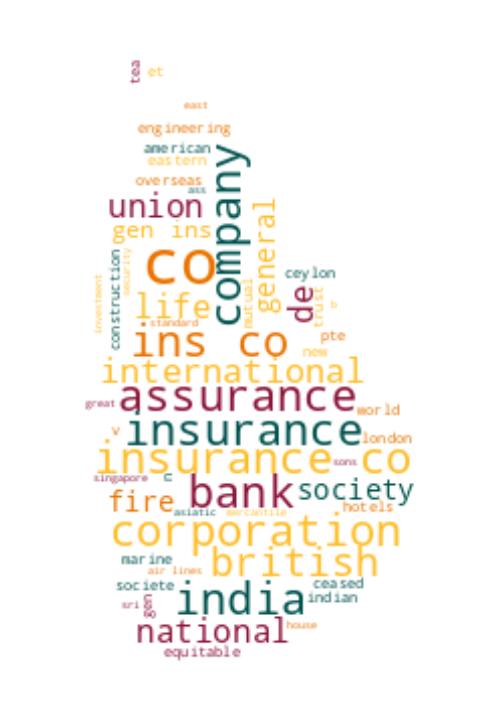 tea
et
east
engineering
american
eastern
overseas
ass
company
union
general
gen ins
co
construction
security
ceylon
investment
life
mutual
de
trust
standard
ins co
pte
new
international
great
assurance
world
v
insurance
london
insurance co
sons
singapore
c
bank
society
fire
hotels
asiatic
mercantile
corporation
marine
british
air lines
societe
ceased
india
indian
sri
gen
national
house
equitable